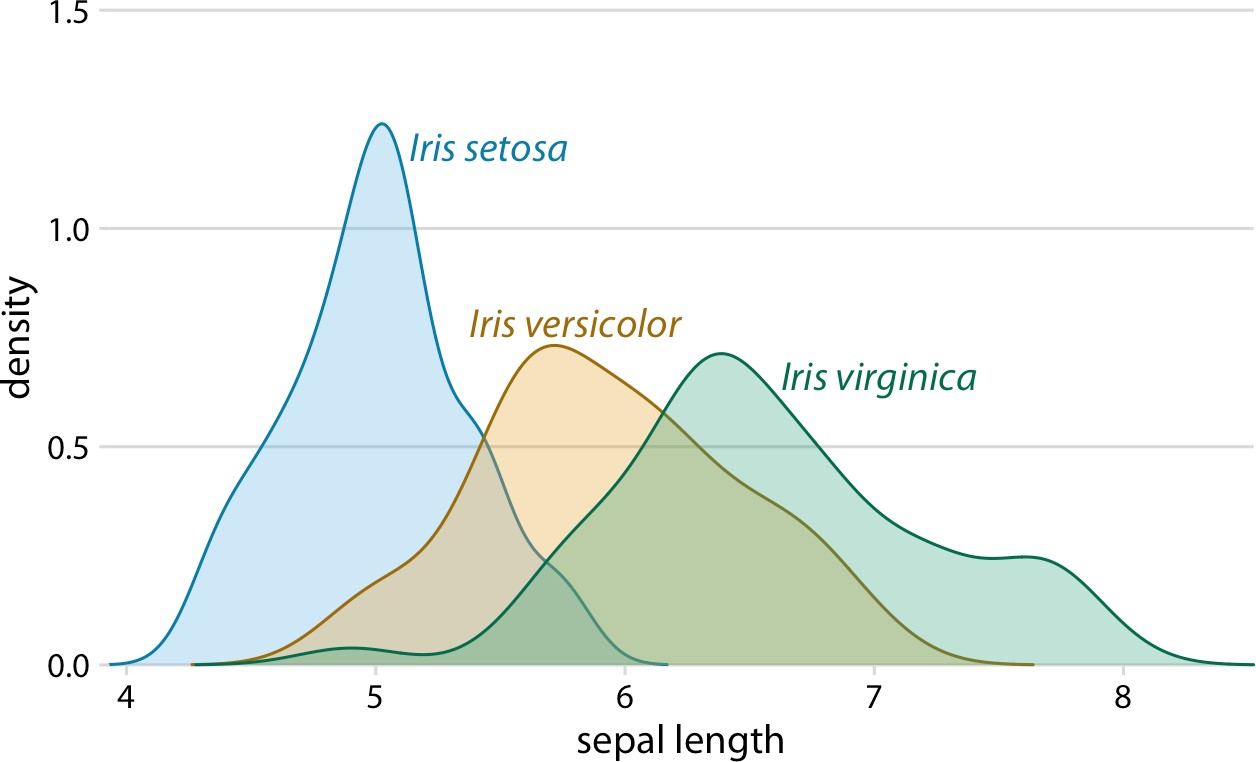 1.5
Iris setosa
1.0
Iris versicolor
Iris virginica
density
0.5
0.0
4 5 6 7 8
sepal length